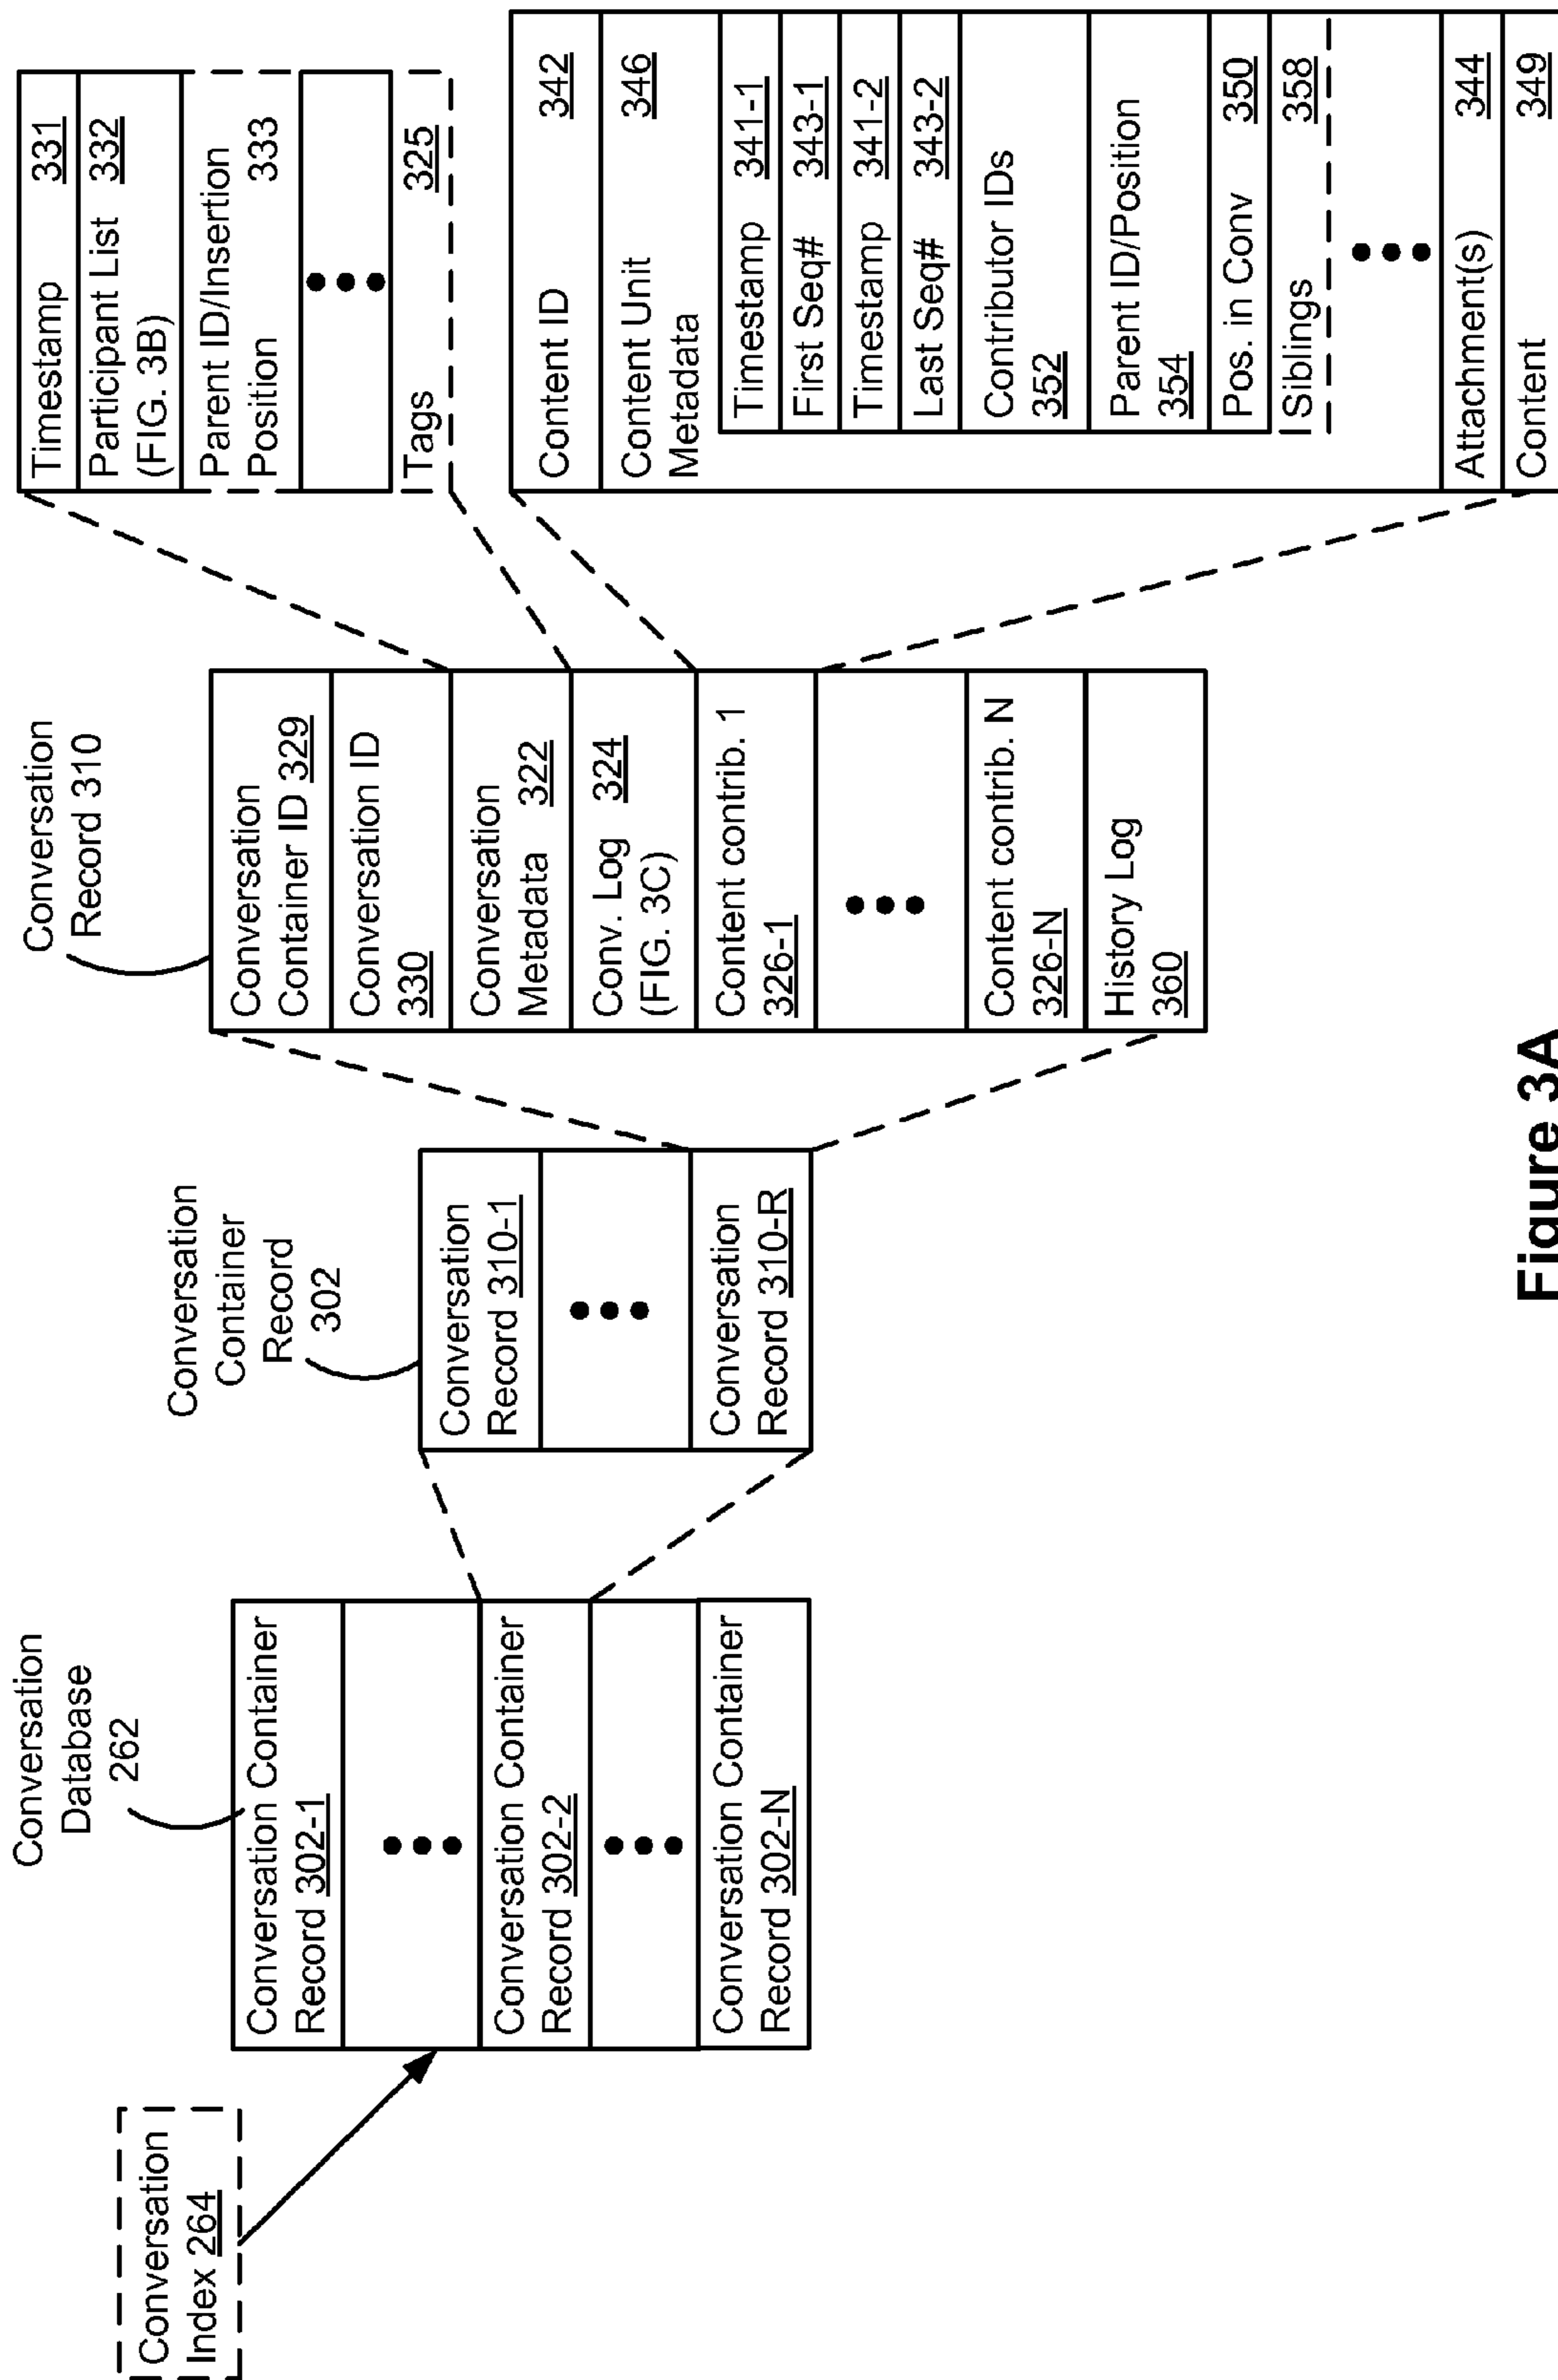 Conversation
Index 264
Conversation
Database
262
Conversation Container
Record 302-1
Conversation Container
Record 302-2
Conversation Container
Record 302-N
Conversation
Container
Record
302
Conversation
Record 310-1
Conversation
Record 310-R
Conversation
Record 310
Conversation
Container ID 329
Conversation ID
330
Conversation
Metadata 322
Conv. Log 324
(FIG. 3C)
Content contrib. 1
326-1
Content contrib. N
326-N
History Log
360
Timestamp 331
Participant List 332
(FIG. 3B)
Parent ID/Insertion
Position 333
Tags 325
Content ID 342
Content Unit 346
Metadata
Timestamp 341-1
First Seq# 343-1
Timestamp 341-2
Last Seq# 343-2
Contributor IDs
352
Parent ID/Position
354
Pos. in Conv 350
Siblings 358
Attachment(s) 344
Content 349
Figure 3A